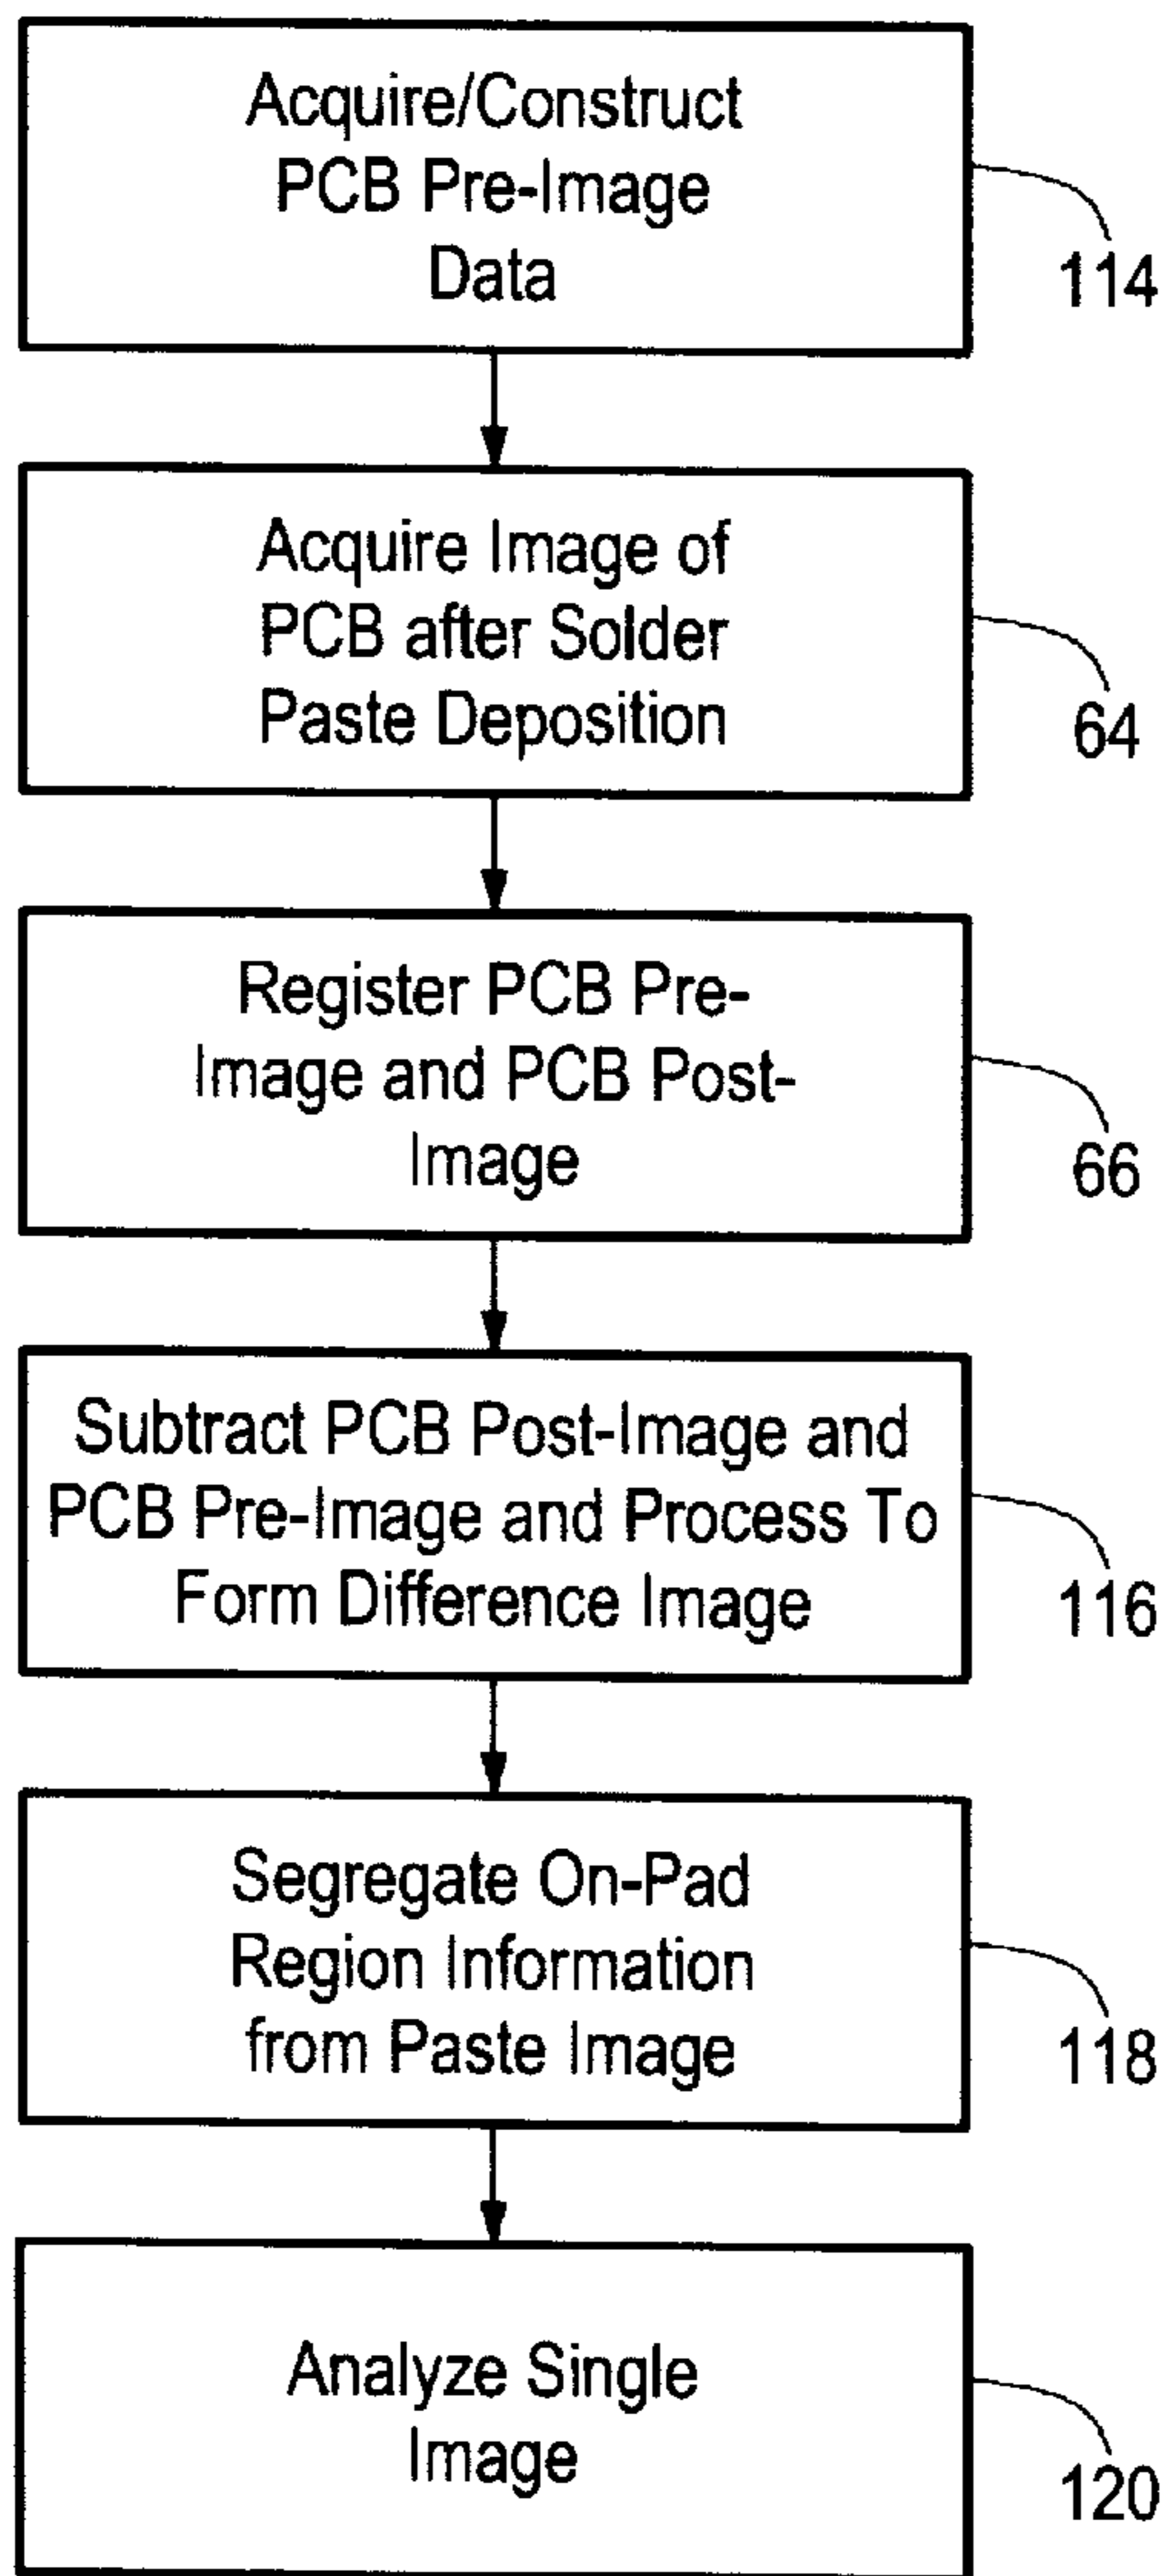 Acquire/Construct
PCB Pre-Image
Data
114
Acquire Image of
PCB after Solder
Paste Deposition
64
Register PCB Pre-
Image and PCB Post-
Image
66
Subtract PCB Post-Image and
PCB Pre-Image and Process To
Form Difference Image
116
Segregate On-Pad
Region Information
from Paste Image
118
Analyze Single
Image
120